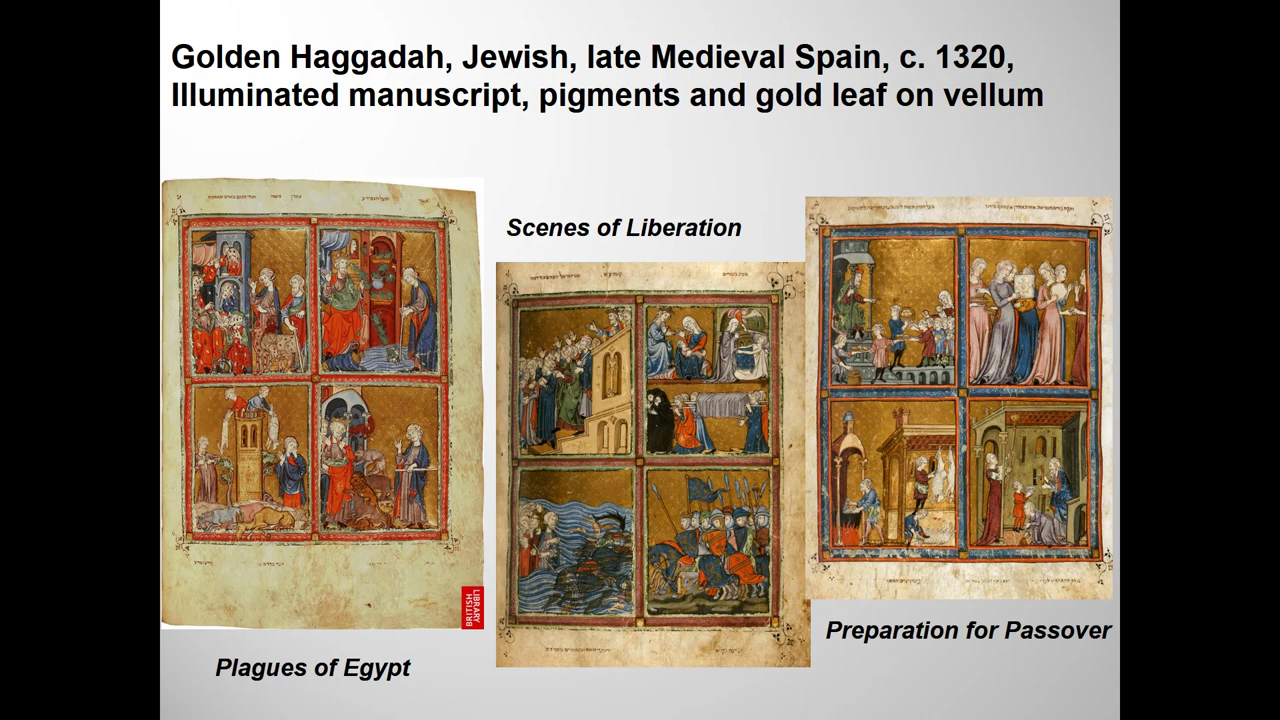 Golden Haggadah, Jewish, late Medieval Spain, c. 1320,
Illuminated manuscript, pigments and gold leaf on vellum
Scenes of Liberation
BRITISH
LIBRARY
Preparation for Passover
Plagues of Egypt